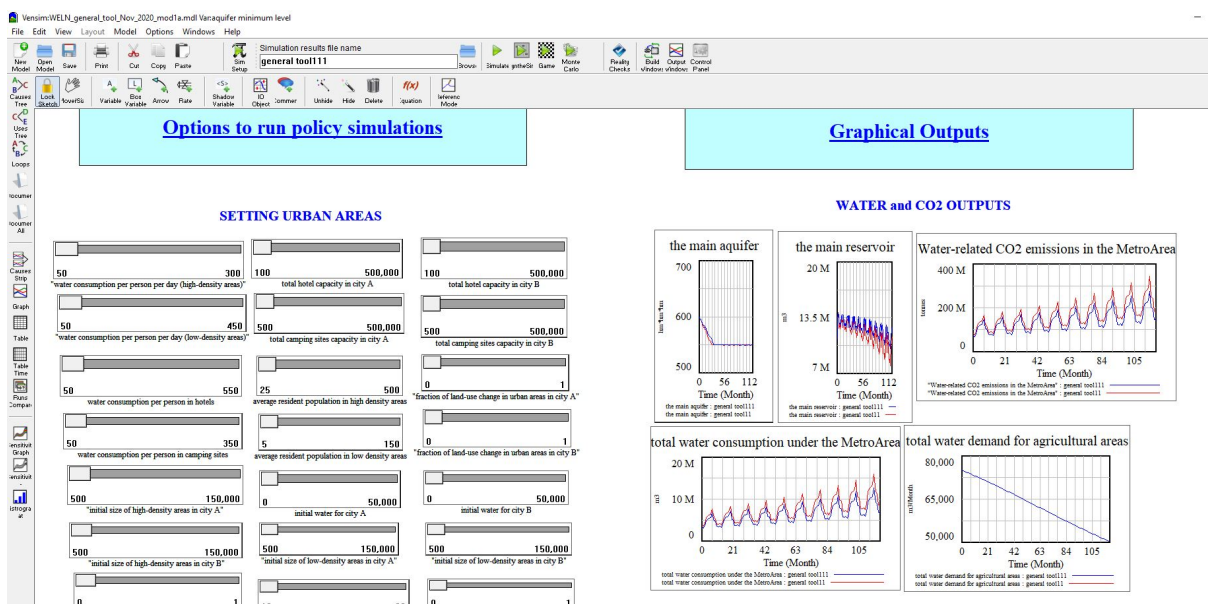 Vensim:WELN_general_tool_Nov_2020_mod1a.mdl Var:aquifer minimum level
File Edit View Layout Model Options Windows Help
Simulation results file name
general tool111
New Model
Open Model
Save
Print
Cut
Copy
Paste
Sim Setup
Simulate
Game
Monte Carlo
Reality Checks
Build
Output
Control Panel
Causes Tree
Lock Sketch
Variable
Box Variable
Arrow
Rate
Shadow Variable
IO Object
Unhide
Hide
Delete
Reference Mode
Uses Tree
Loops
All
Causes Strip
Graph
Table
Table Time
Runs
Graph
Options to run policy simulations
SETTING URBAN AREAS
50 300
"water consumption per person per day (high-density areas)"
100 500,000
total hotel capacity in city A
100 500,000
total hotel capacity in city B
50 450
"water consumption per person per day (low-density areas)"
500 500,000
total camping sites capacity in city A
500 500,000
total camping sites capacity in city B
50 550
water consumption per person in hotels
25 500
average resident population in high density areas
0 1
"fraction of land-use change in urban areas in city A"
50 350
water consumption per person in camping sites
5 150
average resident population in low density areas
0 1
"fraction of land-use change in urban areas in city B"
500 150,000
"initial size of high-density areas in city A"
0 50,000
initial water for city A
0 50,000
initial water for city B
500 150,000
"initial size of high-density areas in city B"
500 150,000
"initial size of low-density areas in city A"
500 150,000
"initial size of low-density areas in city B"
0 1
Graphical Outputs
WATER and CO2 OUTPUTS
the main aquifer
700
600
500
0 56 112
Time (Month)
the main aquifer : general tool111
the main aquifer : general tool11
the main reservoir
20 M
13.5 M
7 M
m3
0 56 112
Time (Month)
the main reservoir : general tool111
the main reservoir : general tool11
Water-related CO2 emissions in the MetroArea
400 M
200 M
0
tonnes
0 21 42 63 84 105
Time (Month)
"Water-related CO2 emissions in the MetroArea" : general tool111
"Water-related CO2 emissions in the MetroArea" : general tool11
total water consumption under the MetroArea
20 M
10 M
0
m3
0 21 42 63 84 105
Time (Month)
total water consumption under the MetroArea : general tool111
total water consumption under the MetroArea : general tool11
total water demand for agricultural areas
80,000
65,000
50,000
m3/Month
0 21 42 63 84 105
Time (Month)
total water demand for agricultural areas : general tool111
total water demand for agricultural areas : general tool11